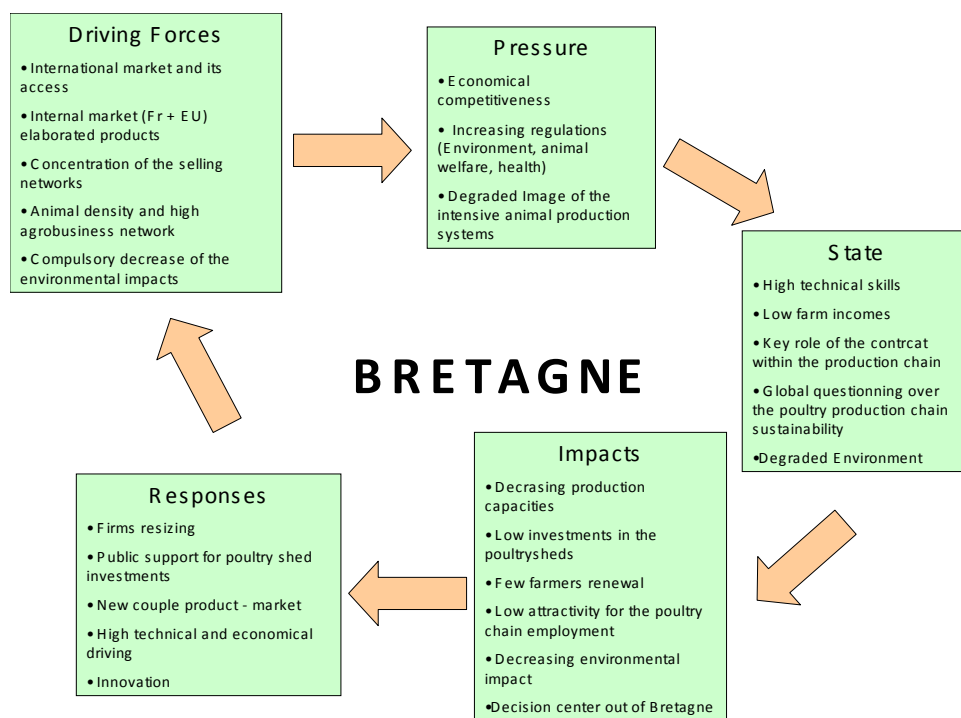 Driving Forces
• International market and its
access
• Internal market (Fr + EU)
elaborated products
• Concentration of the selling
networks
• Animal density and high
agrobusiness network
• Compulsory decrease of the
environmental impacts
Pressure
• Economical
competitiveness
• Increasing regulations
(Environment, animal
welfare, health)
• Degraded Image of the
intensive animal production
systems
State
• High technical skills
• Low farm incomes
• Key role of the contrcat
within the production chain
• Global questionning over
the poultry production chain
sustainability
• Degraded Environment
BRETAGNE
Impacts
• Decrasing production
capacities
• Low investments in the
poultrysheds
• Few farmers renewal
• Low attractivity for the poultry
chain employment
• Decreasing environmental
impact
• Decision center out of Bretagne
Responses
• Firms resizing
• Public support for poultry shed
investments
• New couple product - market
• High technical and economical
driving
• Innovation